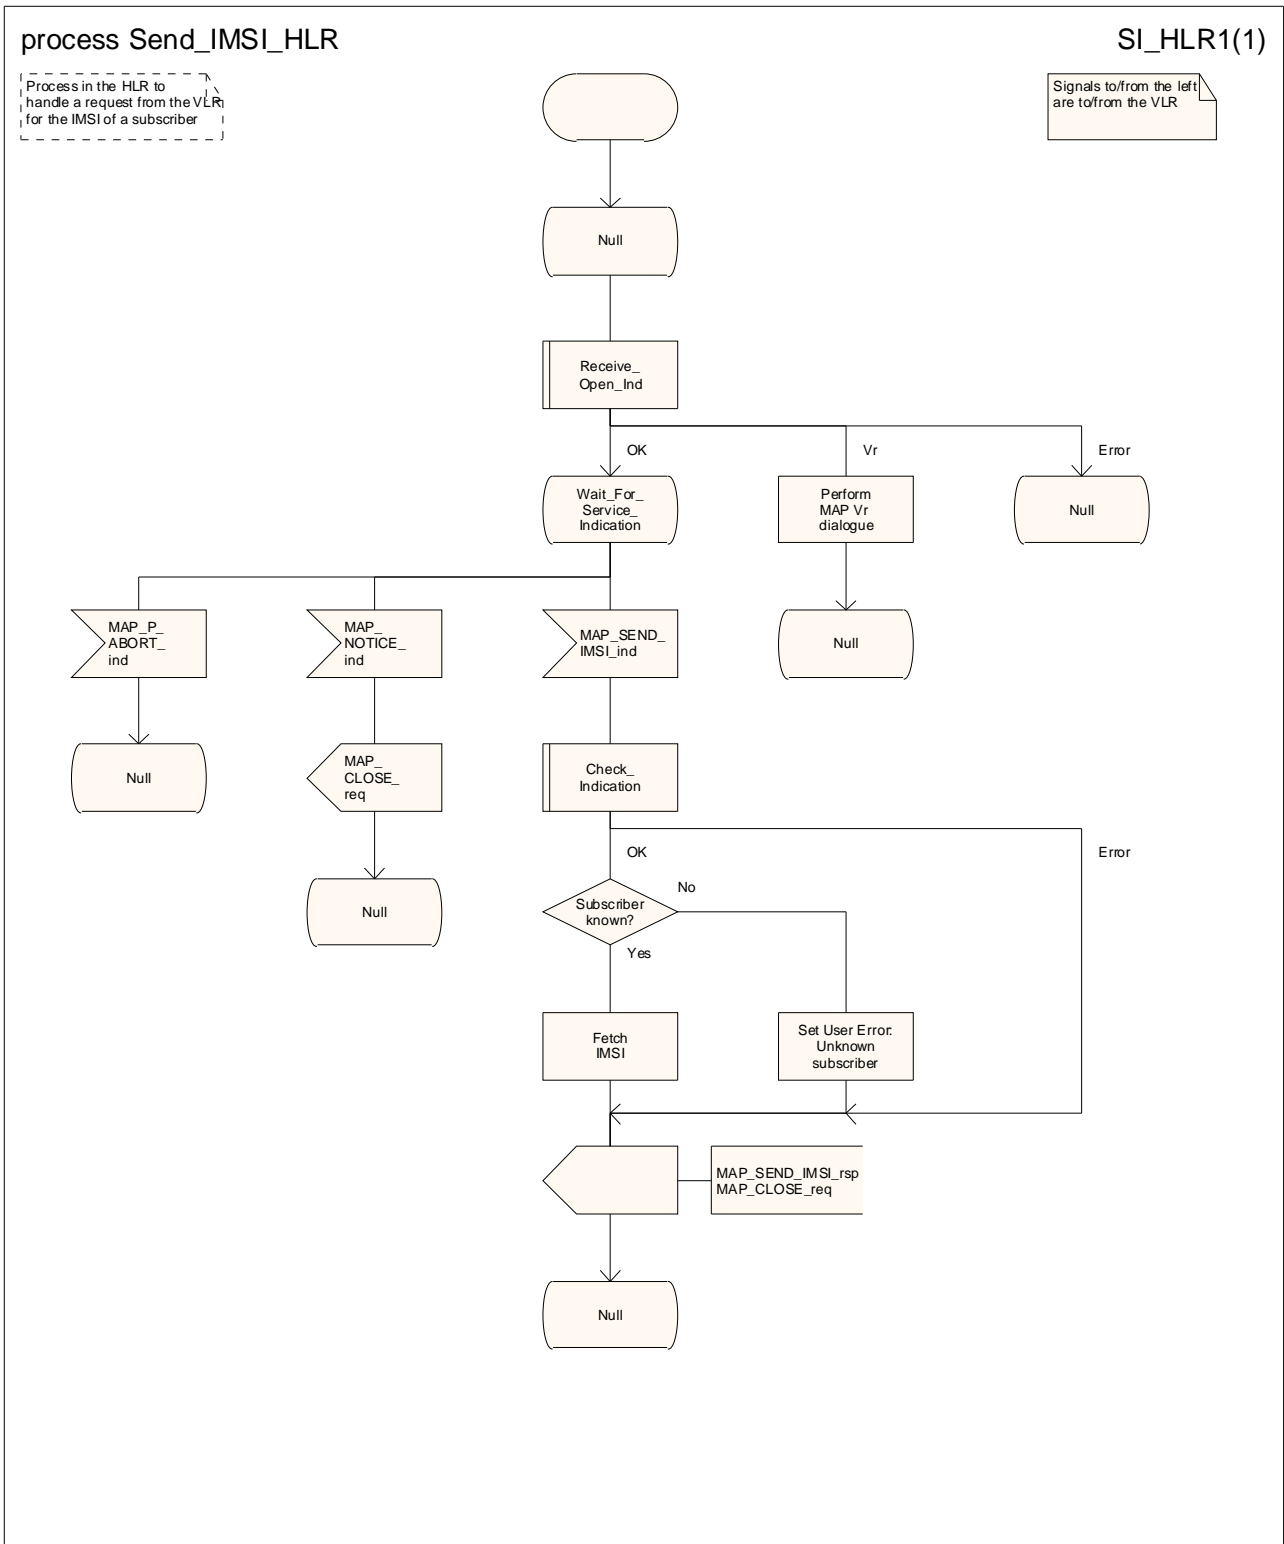 process Send_IMSI_HLR
SI_HLR1(1)
Process in the HLR to
handle a request from the VLR
for the IMSI of a subscriber
Signals to/from the left
are to/from the VLR
Null
Receive_
Open_Ind
OK
Vr
Error
Wait_For_
Service_
Indication
Perform
MAP Vr
dialogue
Null
MAP_P_
ABORT_
ind
MAP_
NOTICE_
ind
MAP_SEND_
IMSI_ind
Null
Null
MAP_
CLOSE_
req
Check_
Indication
OK
Error
Null
Subscriber
known?
No
Yes
Fetch
IMSI
Set User Error:
Unknown
subscriber
MAP_SEND_IMSI_rsp
MAP_CLOSE_req
Null